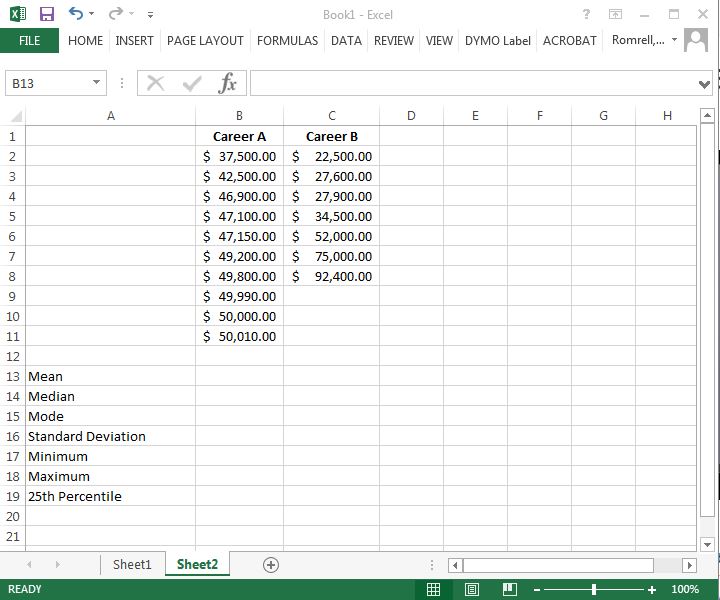 Book1 - Excel
?
FILE HOME INSERT PAGE LAYOUT FORMULAS DATA REVIEW VIEW DYMO Label ACROBAT Romrell,...
B13 fx
A B C D E F G H
1 Career A Career B
2 $ 37,500.00 $ 22,500.00
3 $ 42,500.00 $ 27,600.00
4 $ 46,900.00 $ 27,900.00
5 $ 47,100.00 $ 34,500.00
6 $ 47,150.00 $ 52,000.00
7 $ 49,200.00 $ 75,000.00
8 $ 49,800.00 $ 92,400.00
9 $ 49,990.00
10 $ 50,000.00
11 $ 50,010.00
12
13 Mean
14 Median
15 Mode
16 Standard Deviation
17 Minimum
18 Maximum
19 25th Percentile
20
21
Sheet1 Sheet2
READY 100%